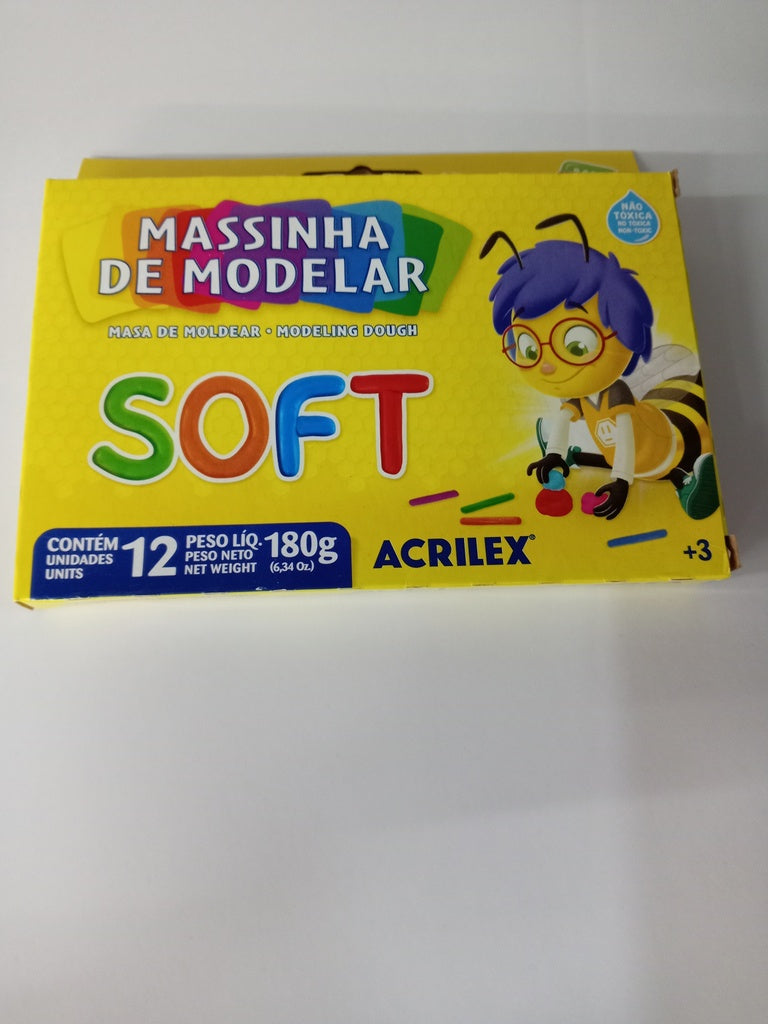 MASSINHA
DE MODELAR
MASA DE MOLDEAR • MODELING DOUGH
SOFT
NÃO
TÓXICA
NO TÓXICA
NON-TOXIC
CONTÉM
UNIDADES
UNITS
12
PESO LÍQ.
PESO NETO
NET WEIGHT
180g
(6,34 Oz.)
ACRILEX®
+3